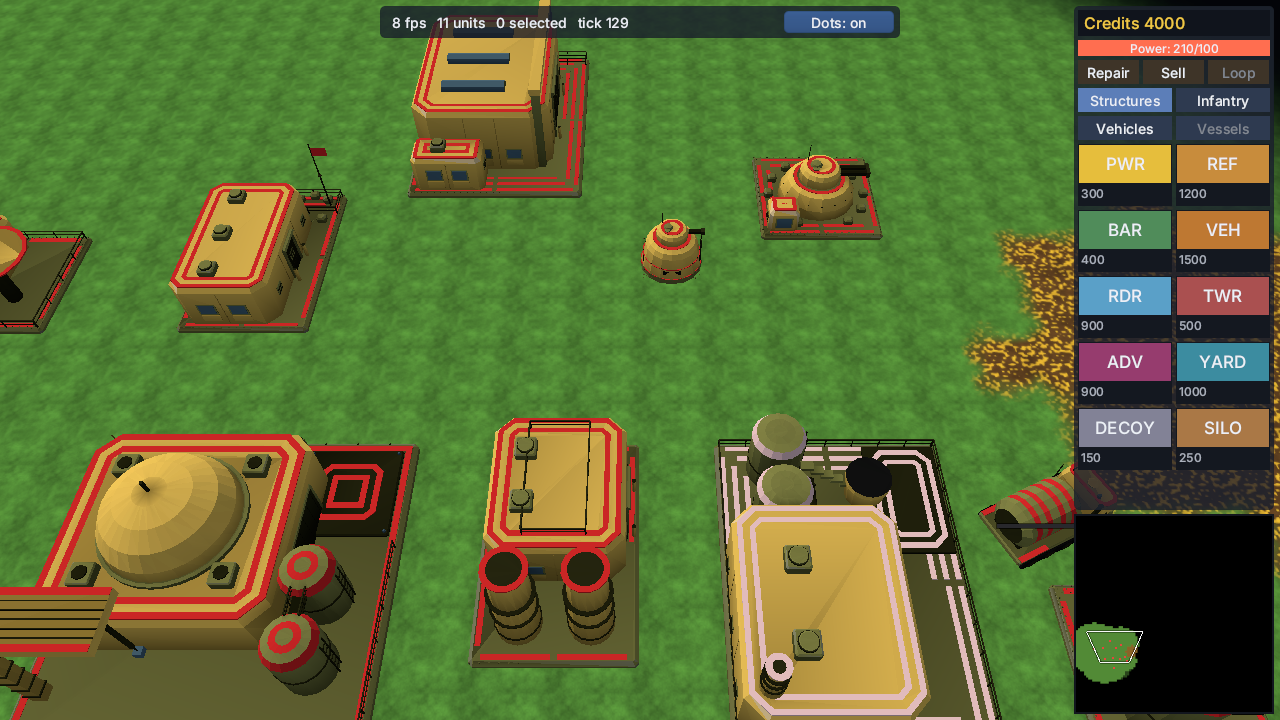 8 fps 11 units 0 selected tick 129
Dots: on
Credits 4000
Power: 210/100
Repair Sell Loop
Structures Infantry
Vehicles Vessels
PWR REF
300 1200
BAR VEH
400 1500
RDR TWR
900 500
ADV YARD
900 1000
DECOY SILO
150 250